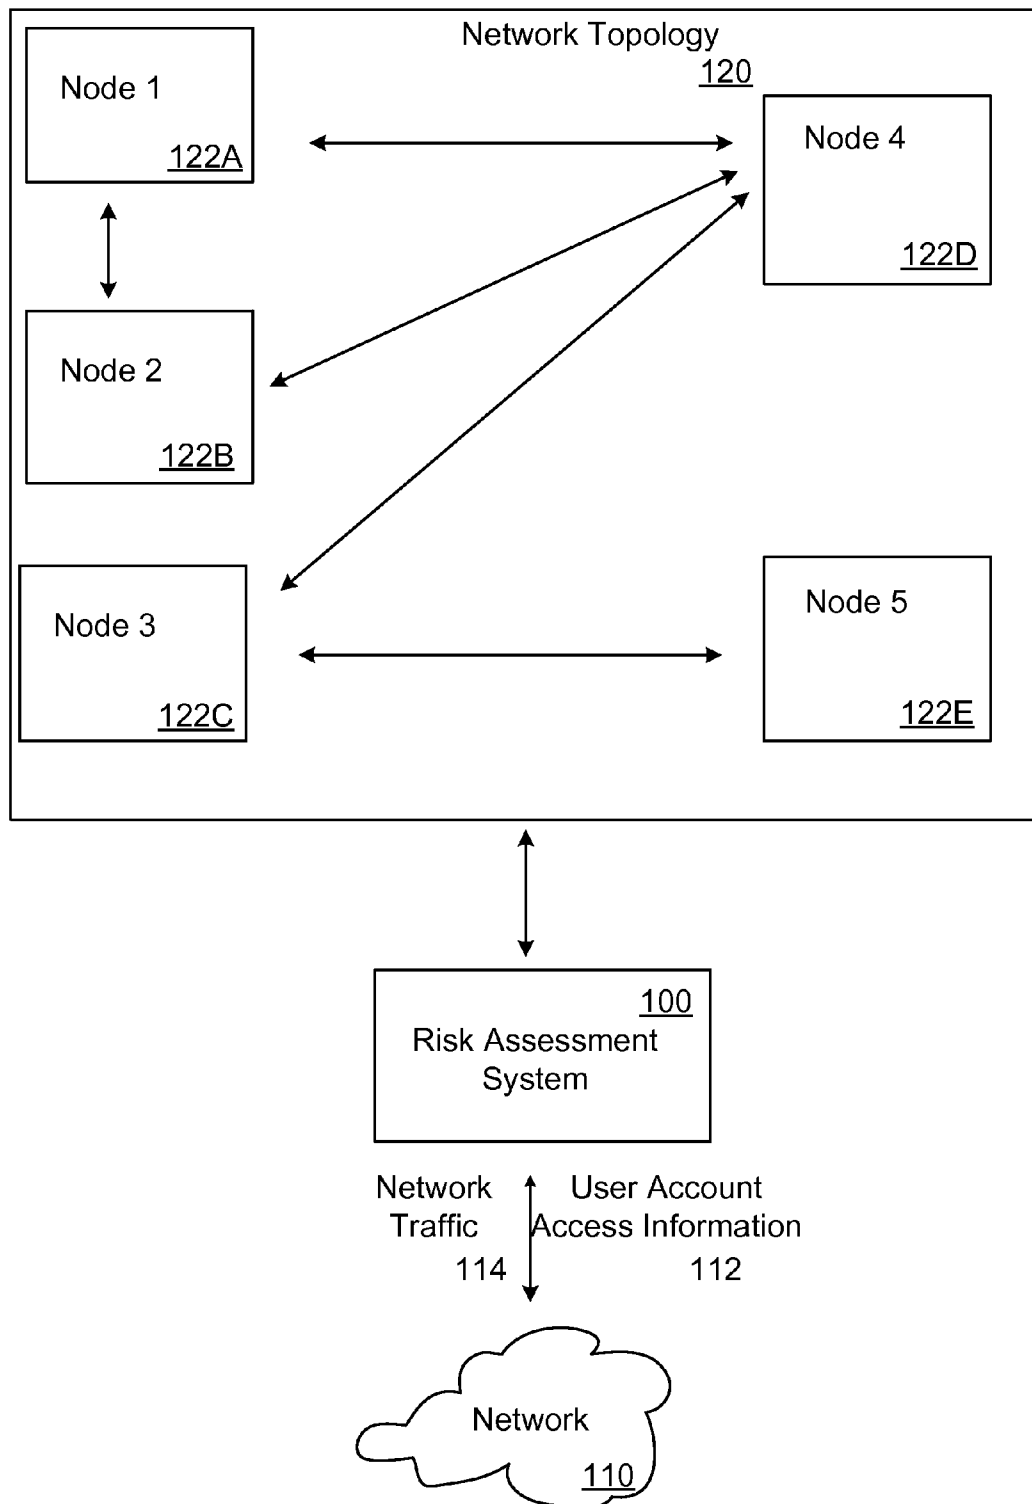 Network Topology
120
Node 1
122A
Node 4
122D
Node 2
122B
Node 3
122C
Node 5
122E
100
Risk Assessment
System
Network
Traffic
114
User Account
Access Information
112
Network
110